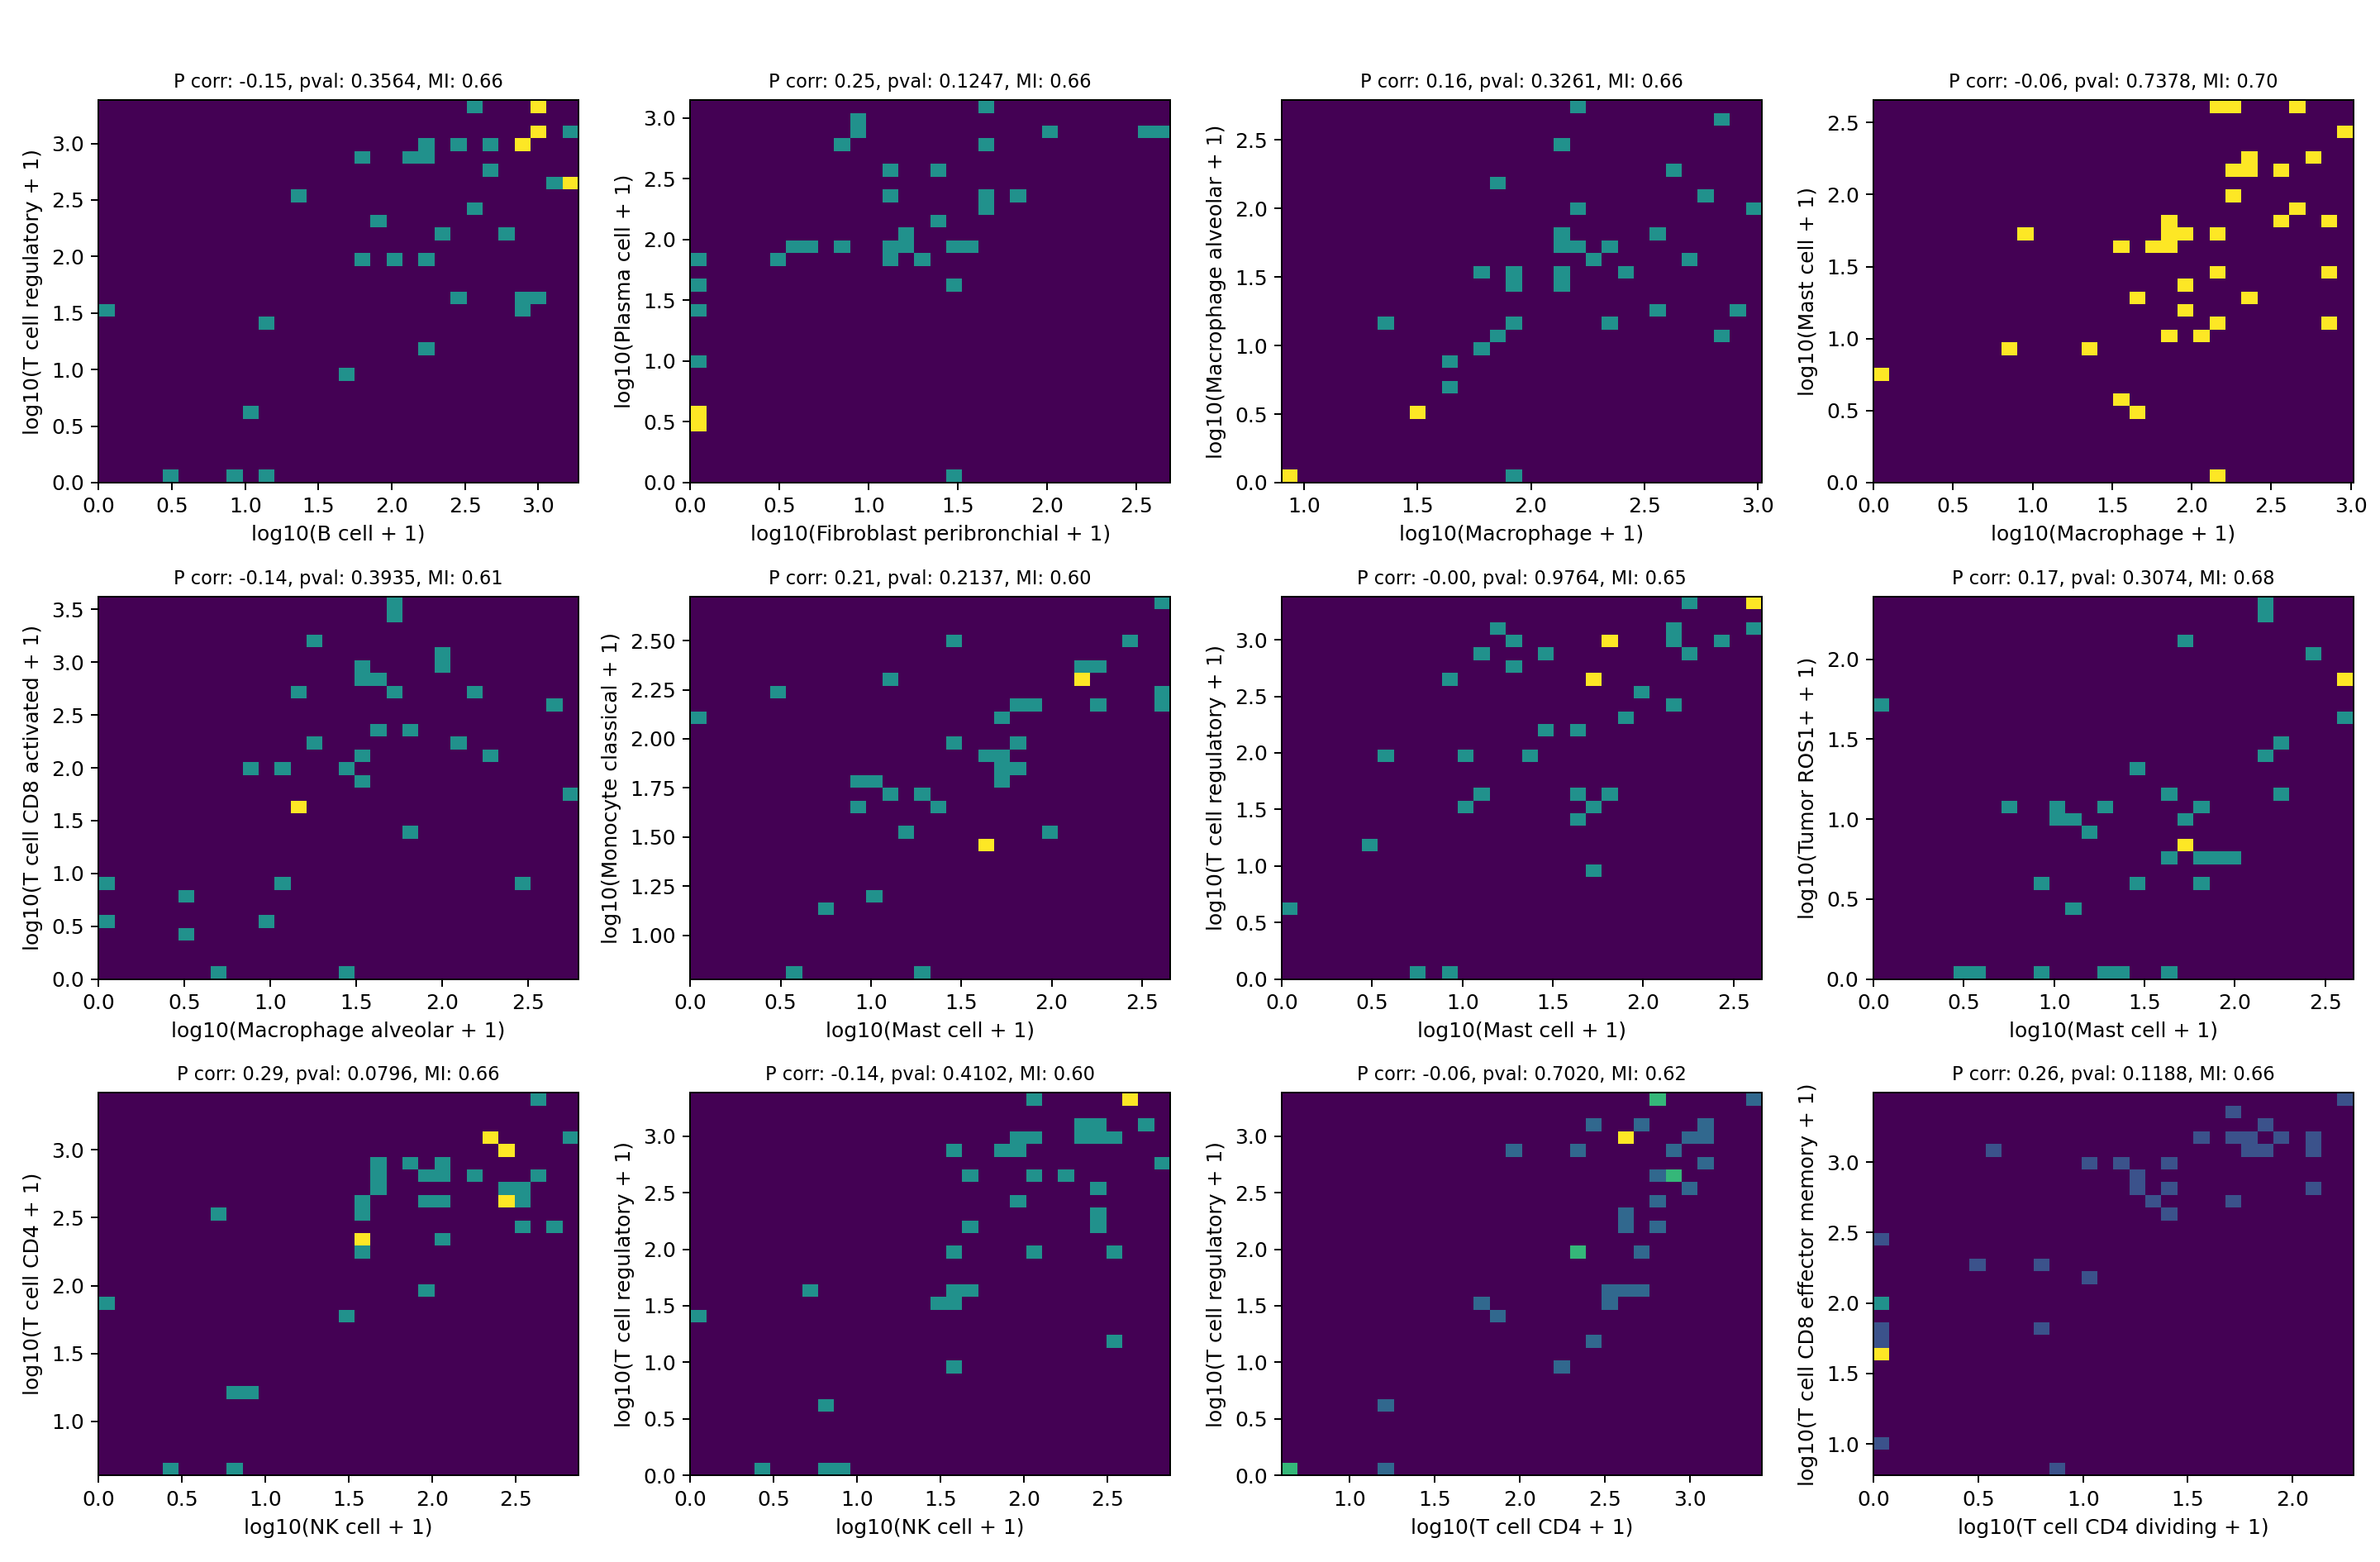 P corr: -0.15, pval: 0.3564, MI: 0.66
log10(T cell regulatory + 1)
3.0
2.5
2.0
1.5
1.0
0.5
0.0
0.0 0.5 1.0 1.5 2.0 2.5 3.0
log10(B cell + 1)
P corr: 0.25, pval: 0.1247, MI: 0.66
log10(Plasma cell + 1)
3.0
2.5
2.0
1.5
1.0
0.5
0.0
0.0 0.5 1.0 1.5 2.0 2.5
log10(Fibroblast peribronchial + 1)
P corr: 0.16, pval: 0.3261, MI: 0.66
log10(Macrophage alveolar + 1)
2.5
2.0
1.5
1.0
0.5
0.0
1.0 1.5 2.0 2.5 3.0
log10(Macrophage + 1)
P corr: -0.06, pval: 0.7378, MI: 0.70
log10(Mast cell + 1)
2.5
2.0
1.5
1.0
0.5
0.0
0.0 0.5 1.0 1.5 2.0 2.5 3.0
log10(Macrophage + 1)
P corr: -0.14, pval: 0.3935, MI: 0.61
log10(T cell CD8 activated + 1)
3.5
3.0
2.5
2.0
1.5
1.0
0.5
0.0
0.0 0.5 1.0 1.5 2.0 2.5
log10(Macrophage alveolar + 1)
P corr: 0.21, pval: 0.2137, MI: 0.60
log10(Monocyte classical + 1)
2.50
2.25
2.00
1.75
1.50
1.25
1.00
0.0 0.5 1.0 1.5 2.0 2.5
log10(Mast cell + 1)
P corr: -0.00, pval: 0.9764, MI: 0.65
log10(T cell regulatory + 1)
3.0
2.5
2.0
1.5
1.0
0.5
0.0
0.0 0.5 1.0 1.5 2.0 2.5
log10(Mast cell + 1)
P corr: 0.17, pval: 0.3074, MI: 0.68
log10(Tumor ROS1+ + 1)
2.0
1.5
1.0
0.5
0.0
0.0 0.5 1.0 1.5 2.0 2.5
log10(Mast cell + 1)
P corr: 0.29, pval: 0.0796, MI: 0.66
log10(T cell CD4 + 1)
3.0
2.5
2.0
1.5
1.0
0.0 0.5 1.0 1.5 2.0 2.5
log10(NK cell + 1)
P corr: -0.14, pval: 0.4102, MI: 0.60
log10(T cell regulatory + 1)
3.0
2.5
2.0
1.5
1.0
0.5
0.0
0.0 0.5 1.0 1.5 2.0 2.5
log10(NK cell + 1)
P corr: -0.06, pval: 0.7020, MI: 0.62
log10(T cell regulatory + 1)
3.0
2.5
2.0
1.5
1.0
0.5
0.0
1.0 1.5 2.0 2.5 3.0
log10(T cell CD4 + 1)
P corr: 0.26, pval: 0.1188, MI: 0.66
log10(T cell CD8 effector memory + 1)
3.0
2.5
2.0
1.5
1.0
0.0 0.5 1.0 1.5 2.0
log10(T cell CD4 dividing + 1)